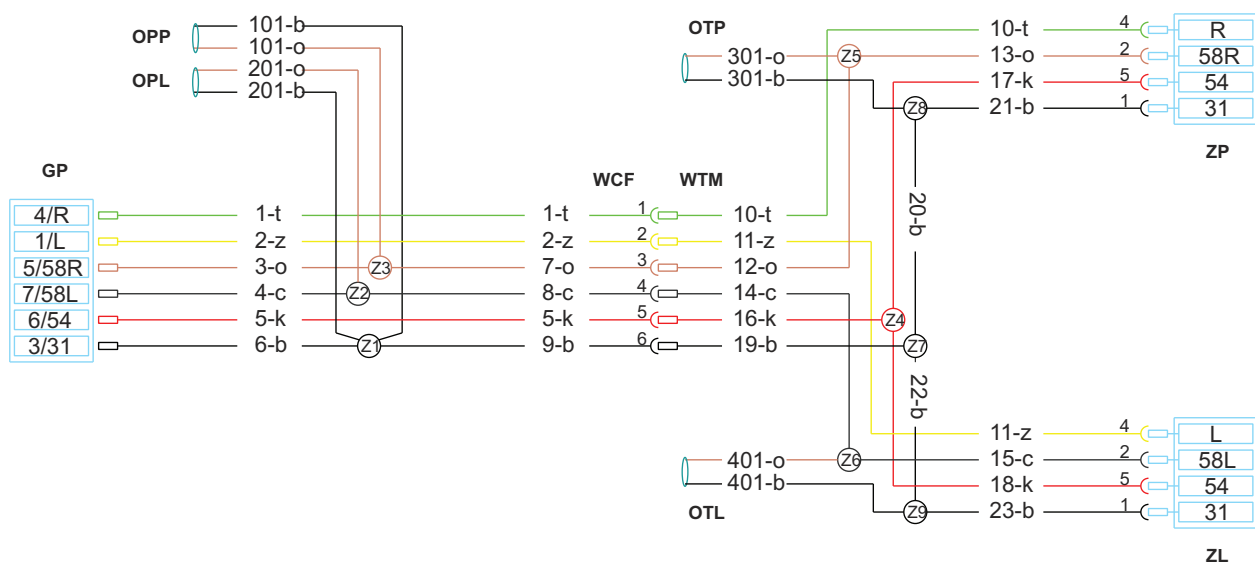 OPP 101-b
101-o
OPL 201-o
201-b
OTP 301-o Z5
301-b Z8
10-t 4 R
13-o 2 58R
17-k 5 54
21-b 1 31
ZP
GP WCF WTM
4/R 1-t 1-t 1 10-t
1/L 2-z 2-z 2 11-z
5/58R 3-o Z3 7-o 3 12-o
7/58L 4-c Z2 8-c 4 14-c
6/54 5-k 5-k 5 16-k Z4
3/31 6-b Z1 9-b 6 19-b Z7
20-b
22-b
11-z 4 L
401-o Z6 15-c 2 58L
18-k 5 54
401-b Z9 23-b 1 31
OTL
ZL